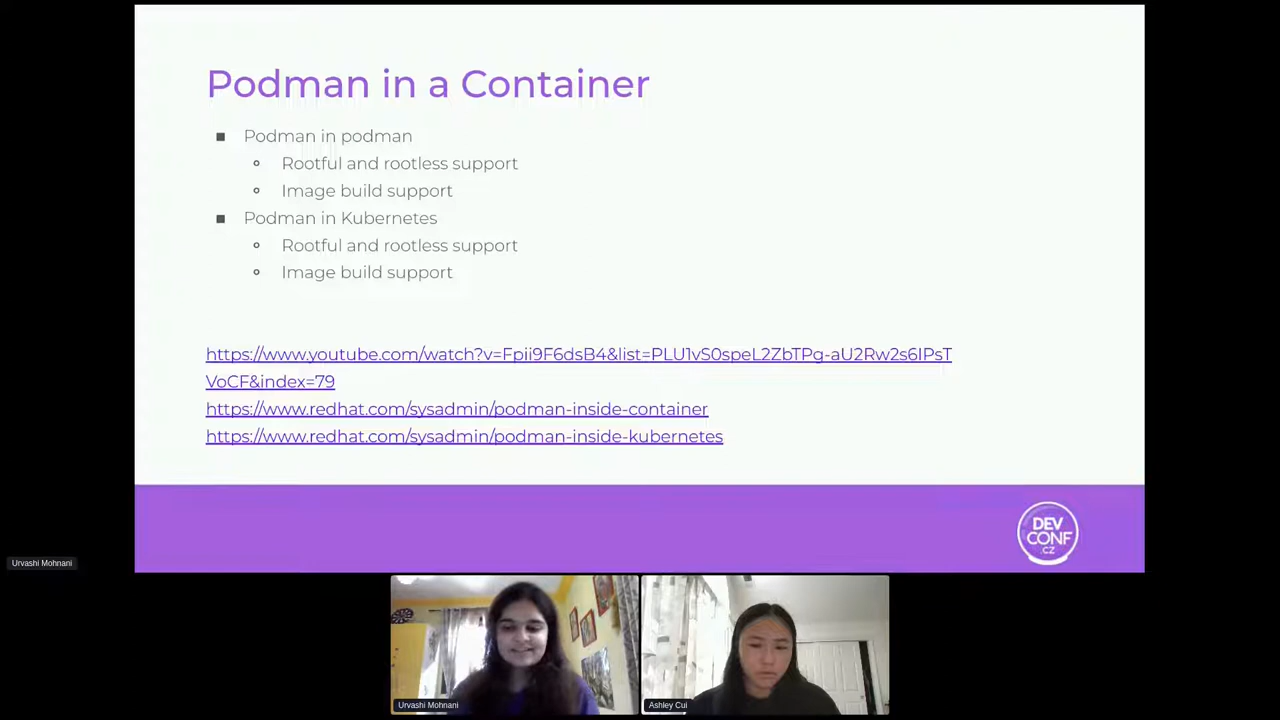 Podman in a Container
■ Podman in podman
○ Rootful and rootless support
○ Image build support
■ Podman in Kubernetes
○ Rootful and rootless support
○ Image build support
https://www.youtube.com/watch?v=Fpii9F6dsB4&list=PLU1vS0speL2ZbTPg-aU2Rw2s6IPsT
VoCF&index=79
https://www.redhat.com/sysadmin/podman-inside-container
https://www.redhat.com/sysadmin/podman-inside-kubernetes
DEV
CONF
.CZ
Urvashi Mohnani
Urvashi Mohnani
Ashley Cui